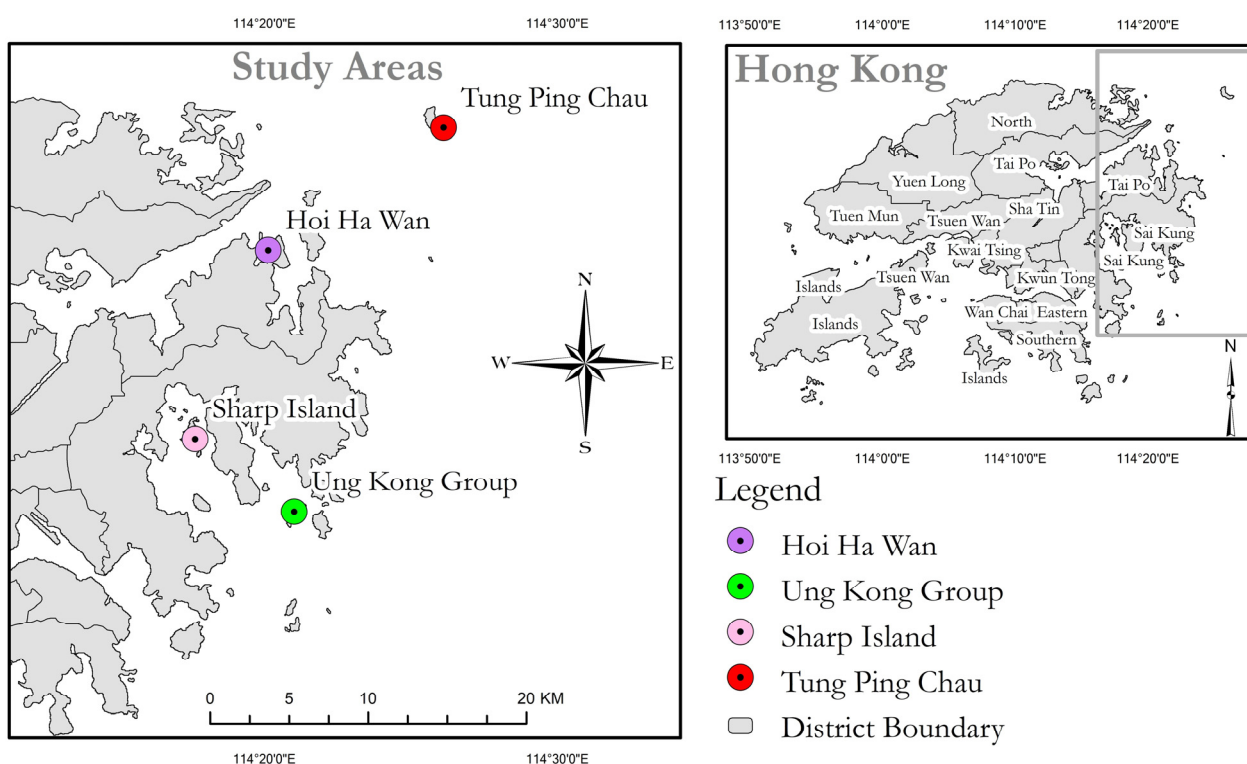 114°20'0"E
114°30'0"E
Study Areas
Tung Ping Chau
Hoi Ha Wan
N
W
E
S
Sharp Island
Ung Kong Group
0
5
10
20 KM
114°20'0"E
114°30'0"E
113°50'0"E
114°0'0"E
114°10'0"E
114°20'0"E
Hong Kong
North
Tai Po
Tai Po
Yuen Long
Sha Tin
Tuen Mun
Tsuen Wan
Sai Kung
Kwai Tsing
Sai Kung
Tsuen Wan
Kwun Tong
Islands
Wan Chai
Eastern
Islands
Southern
N
Islands
113°50'0"E
114°0'0"E
114°10'0"E
114°20'0"E
Legend
Hoi Ha Wan
Ung Kong Group
Sharp Island
Tung Ping Chau
District Boundary